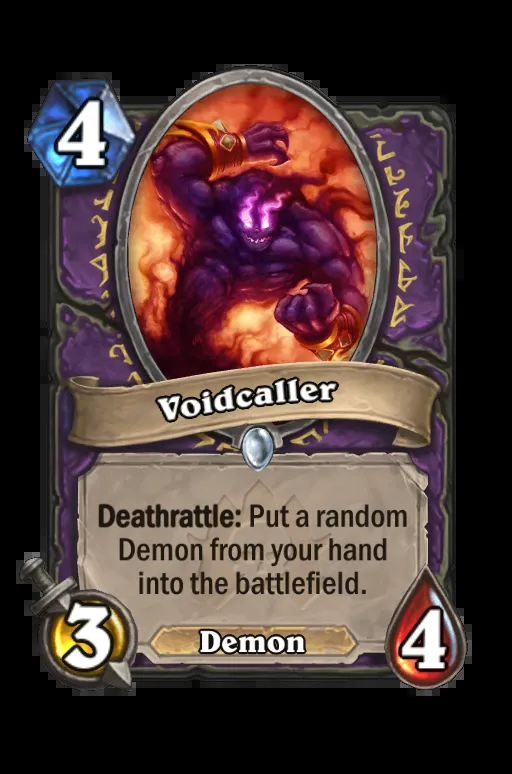 4
Voidcaller
Deathrattle: Put a random
Demon from your hand
into the battlefield.
3
Demon
4